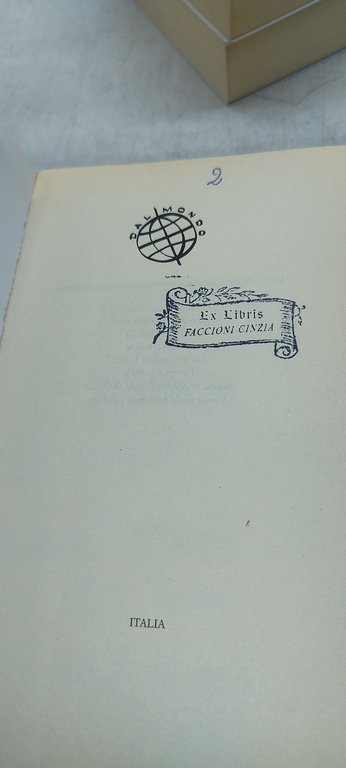 2
DAL MONDO
Ex Libris
FACCIONI CINZIA
ITALIA